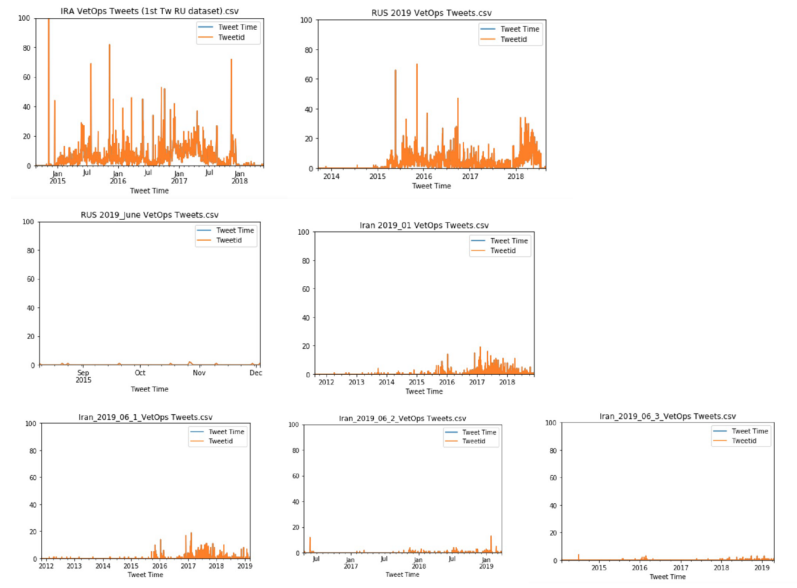 IRA VetOps Tweets (1st Tw RU dataset).csv
100
80
60
40
20
0
Tweet Time
Tweetid
Jan Jul Jan Jul Jan Jul Jan
2015 2016 2017 2018
Tweet Time
RUS 2019 VetOps Tweets.csv
100
80
60
40
20
0
Tweet Time
Tweetid
2014 2015 2016 2017 2018
Tweet Time
RUS 2019_June VetOps Tweets.csv
100
80
60
40
20
0
Tweet Time
Tweetid
Sep Oct Nov Dec
2015
Tweet Time
Iran 2019_01 VetOps Tweets.csv
100
80
60
40
20
0
Tweet Time
Tweetid
2012 2013 2014 2015 2016 2017 2018
Tweet Time
Iran_2019_06_1_VetOps Tweets.csv
100
80
60
40
20
0
Tweet Time
Tweetid
2012 2013 2014 2015 2016 2017 2018 2019
Tweet Time
Iran_2019_06_2_VetOps Tweets.csv
100
80
60
40
20
0
Tweet Time
Tweetid
Jul Jan Jul Jan Jul Jan
2017 2018 2019
Tweet Time
Iran_2019_06_3_VetOps Tweets.csv
100
80
60
40
20
0
Tweet Time
Tweetid
2015 2016 2017 2018 2019
Tweet Time